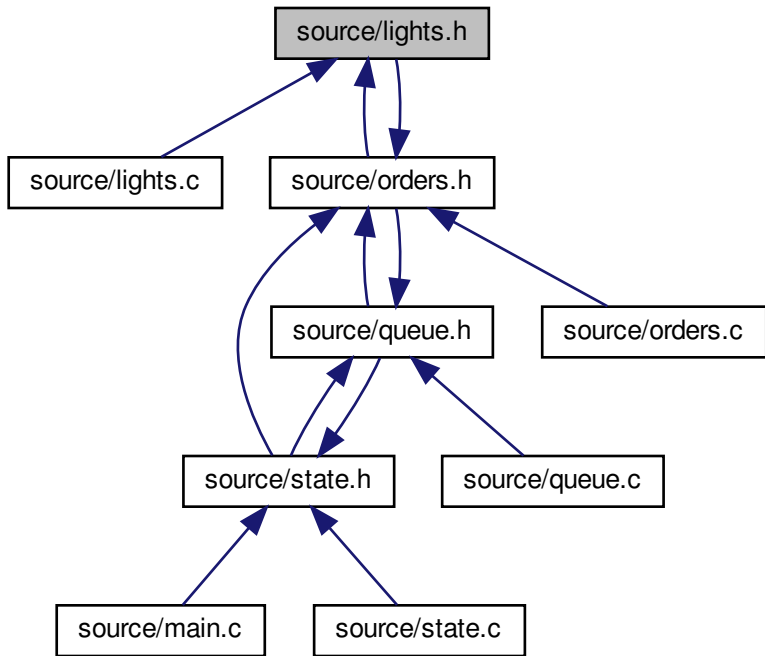 source/lights.h
source/lights.c
source/orders.h
source/queue.h
source/orders.c
source/state.h
source/queue.c
source/main.c
source/state.c